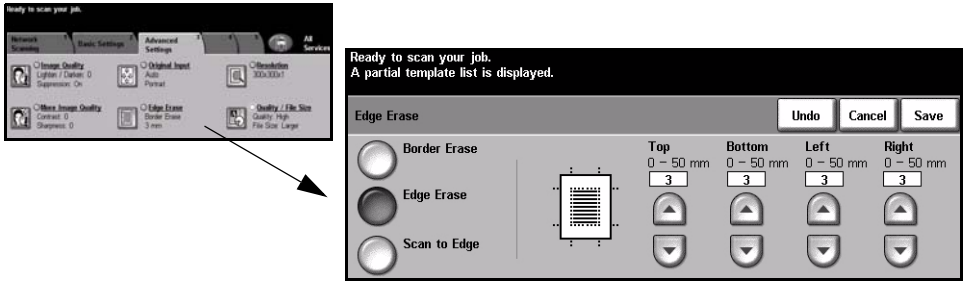 Ready to scan your job.
Network Scanning
Basic Settings
Advanced Settings
All Services
Image Quality
Lighten / Darken: 0
Suppression: On
Original Input
Auto
Portrait
Resolution
300x300x1
More Image Quality
Contrast: 0
Sharpness: 0
Edge Erase
Border Erase
3 mm
Quality / File Size
Quality: High
File Size: Larger
Ready to scan your job.
A partial template list is displayed.
Edge Erase
Undo
Cancel
Save
Border Erase
Edge Erase
Scan to Edge
Top
0 – 50 mm
3
Bottom
0 – 50 mm
3
Left
0 – 50 mm
3
Right
0 – 50 mm
3